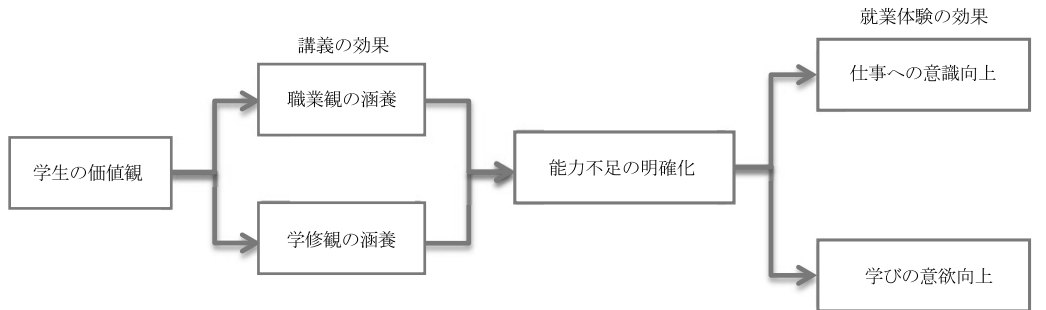 就業体験の効果
講義の効果
仕事への意識向上
職業観の涵養
学生の価値観
能力不足の明確化
学修観の涵養
学びの意欲向上